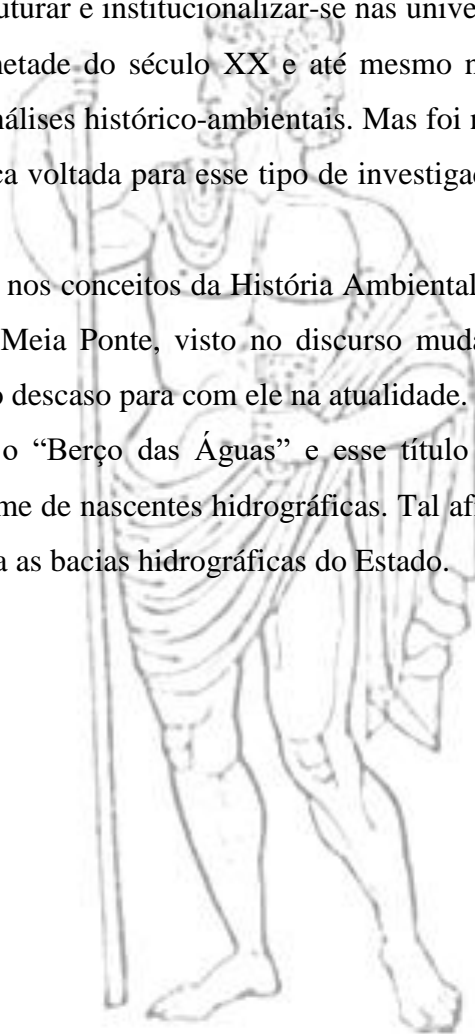 uturar e institucionalizar-se nas unive
netade do século XX e até mesmo n
nálises histórico-ambientais. Mas foi n
ca voltada para esse tipo de investigaç
nos conceitos da História Ambiental
Meia Ponte, visto no discurso muda
o descaso para com ele na atualidade.
o “Berço das Águas” e esse título
me de nascentes hidrográficas. Tal afi
a as bacias hidrográficas do Estado.